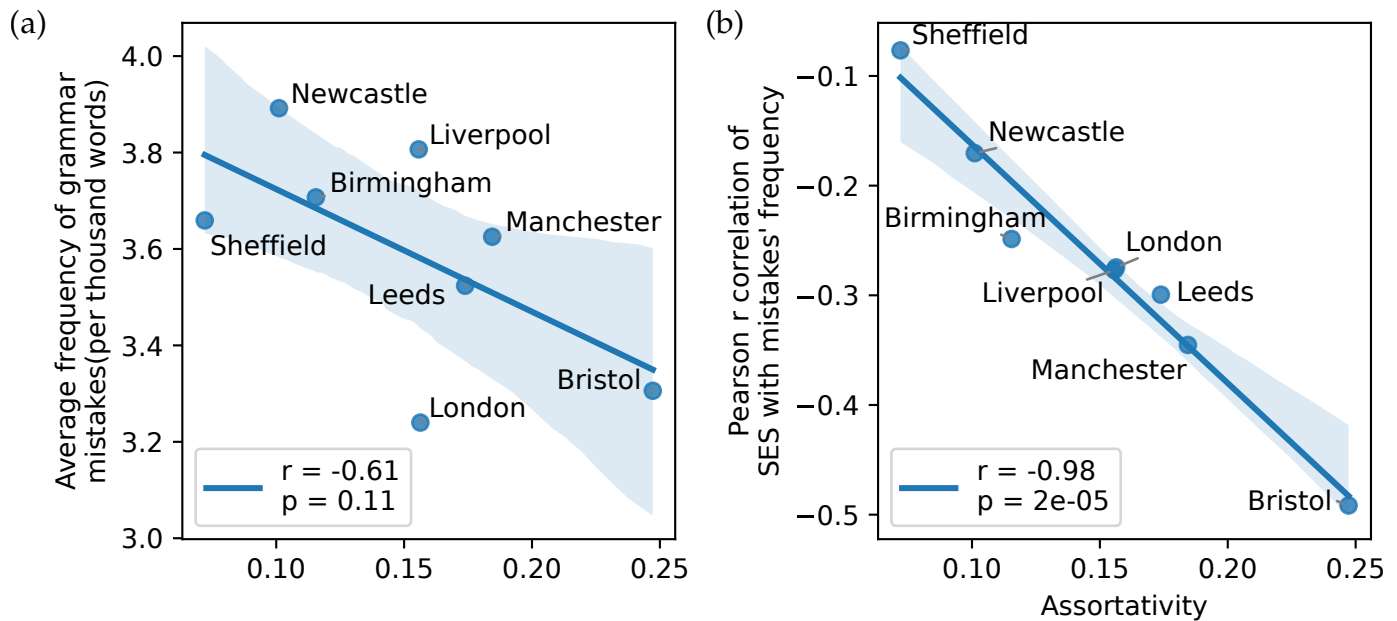 (a)
Average frequency of grammar
mistakes(per thousand words)
4.0
3.8
3.6
3.4
3.2
3.0
Newcastle
Liverpool
Birmingham
Manchester
Sheffield
Leeds
Bristol
London
r = -0.61
p = 0.11
0.10
0.15
0.20
0.25
(b)
Pearson r correlation of
SES with mistakes' frequency
−0.1
−0.2
−0.3
−0.4
−0.5
Sheffield
Newcastle
Birmingham
London
Liverpool
Leeds
Manchester
Bristol
r = -0.98
p = 2e-05
0.10
0.15
0.20
0.25
Assortativity